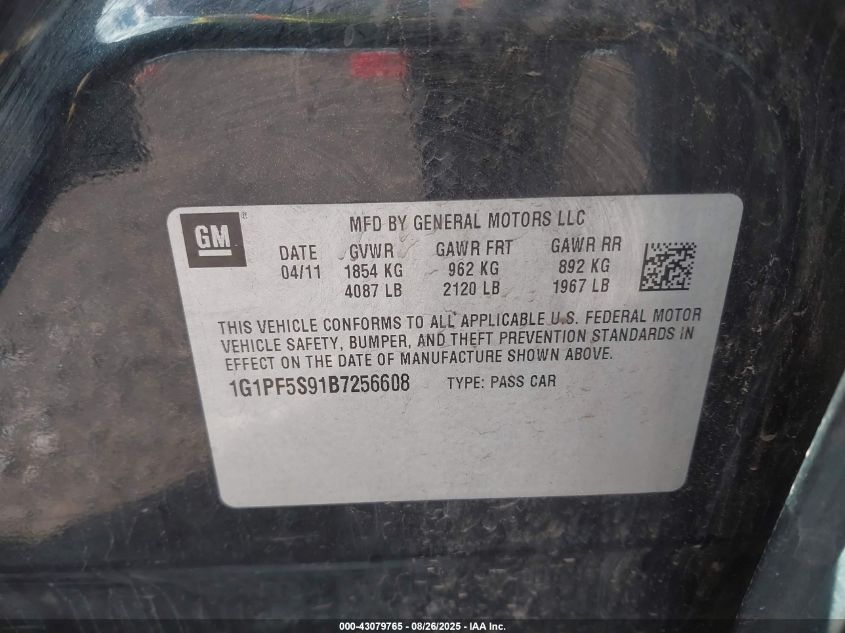 GM
®
MFD BY GENERAL MOTORS LLC
DATE GVWR GAWR FRT GAWR RR
04/11 1854 KG 962 KG 892 KG
4087 LB 2120 LB 1967 LB
THIS VEHICLE CONFORMS TO ALL APPLICABLE U.S. FEDERAL MOTOR
VEHICLE SAFETY, BUMPER, AND THEFT PREVENTION STANDARDS IN
EFFECT ON THE DATE OF MANUFACTURE SHOWN ABOVE.
1G1PF5S91B7256608 TYPE: PASS CAR
000-43079765 - 08/26/2025 - IAA Inc.